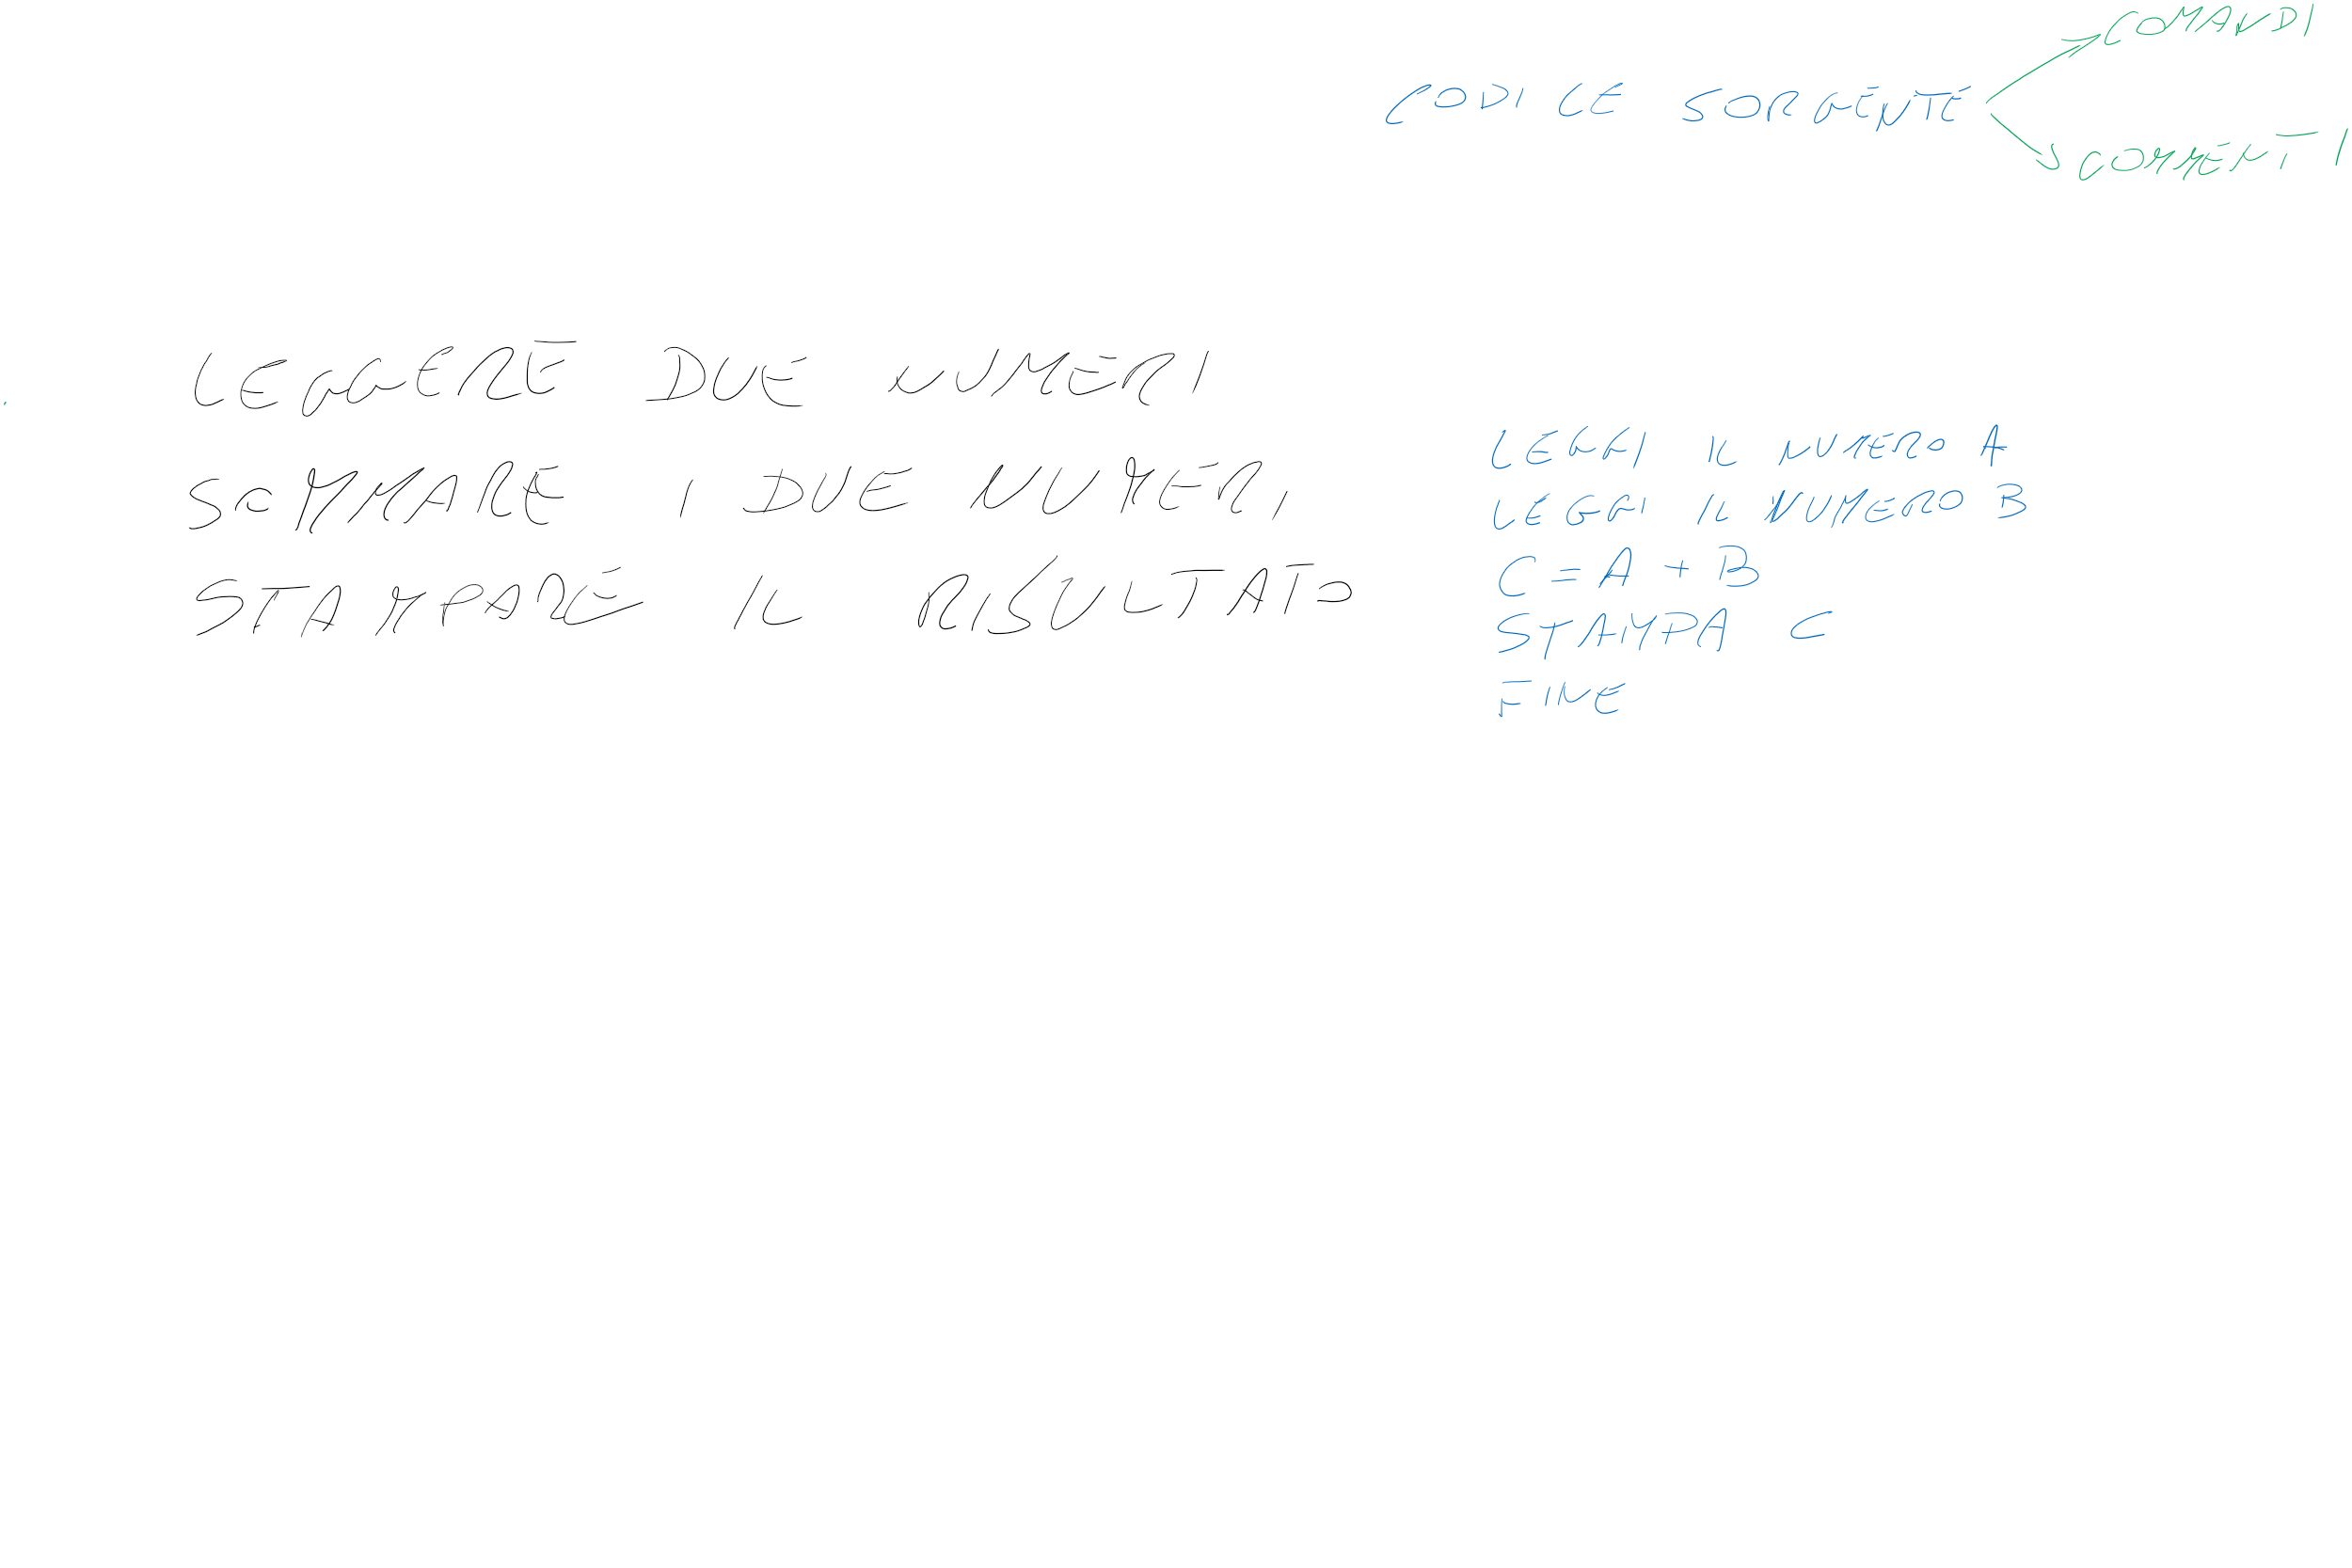 COMANDI
CODICE SORGENTE
COMMENTI
LEGGERE DUE NUMERI
SOMMARE I DUE NUMERI
STAMPARE IL RISULTATO
LEGGI IL NUMERO A
LEGGI IL NUMERO B
C = A + B
STAMPA C
FINE